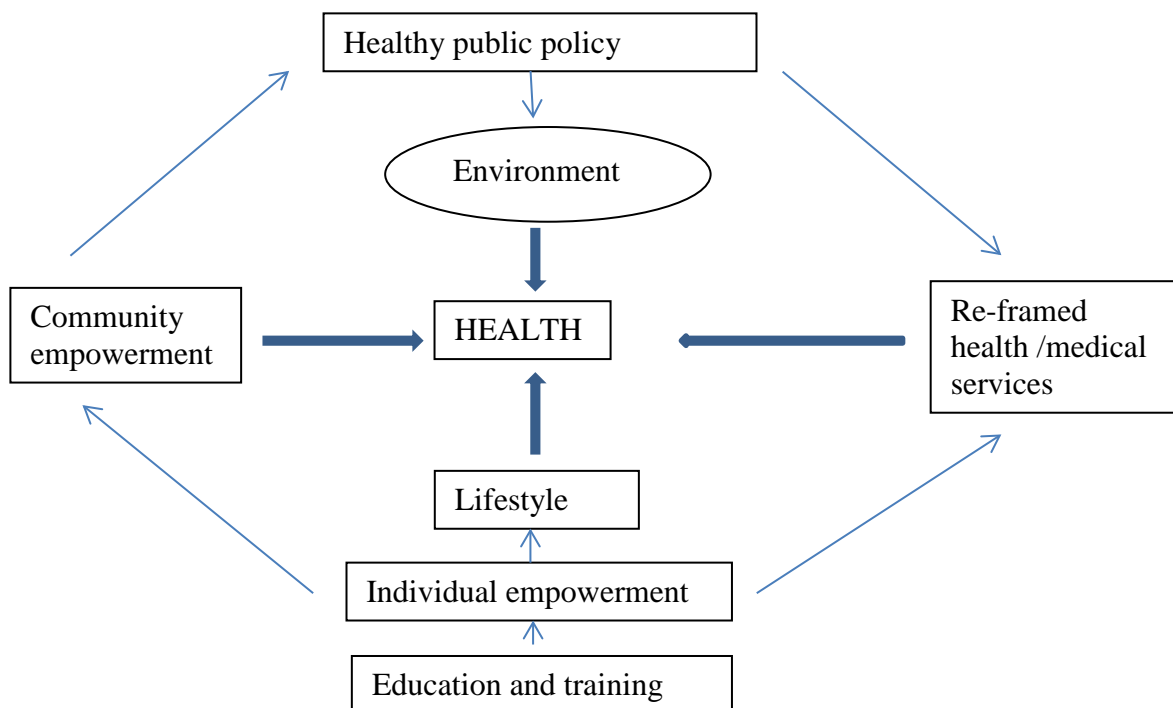 Healthy public policy
Environment
Community
empowerment
HEALTH
Re-framed
health /medical
services
Lifestyle
Individual empowerment
Education and training